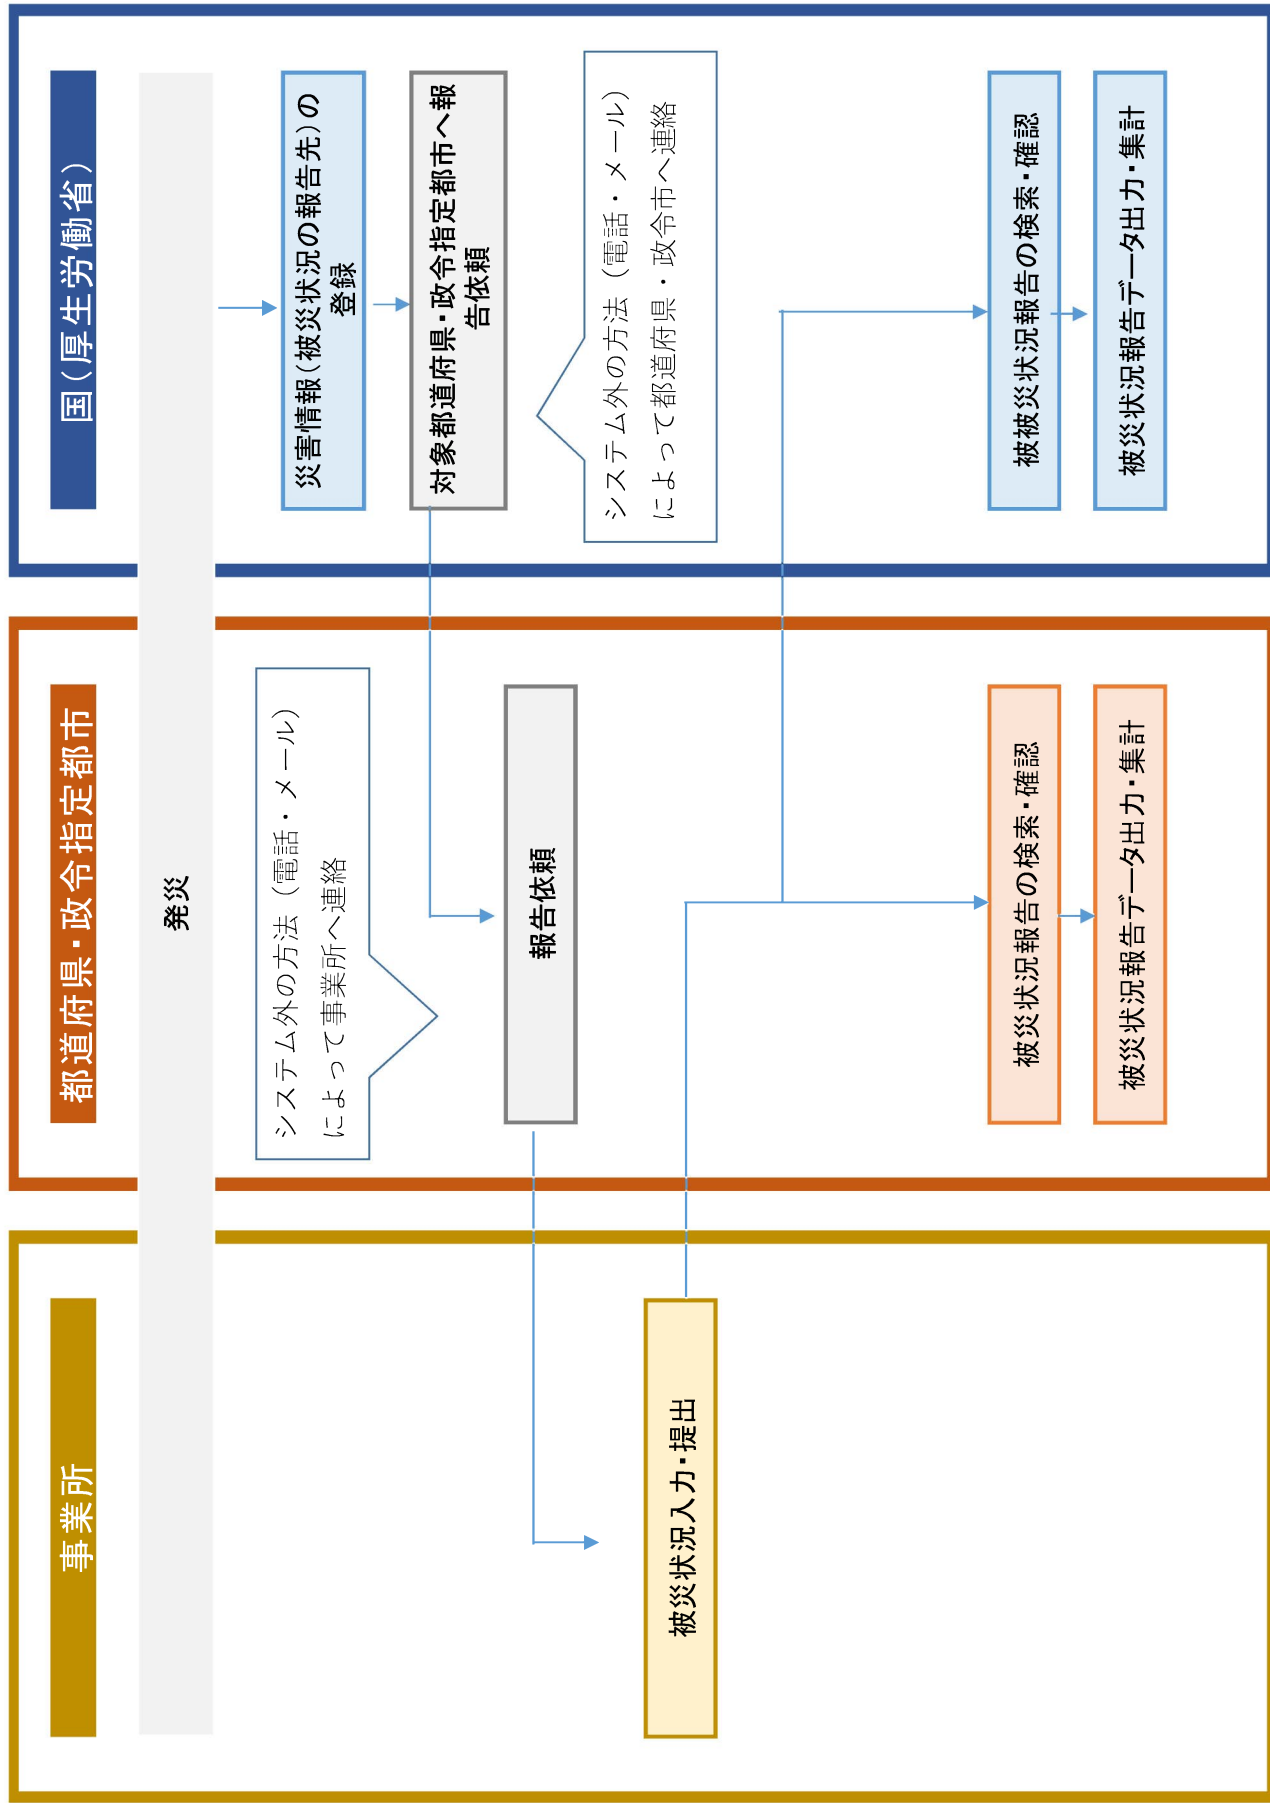 事業所
都道府県・政令指定都市
国(厚生労働省)
発災
システム外の方法（電話・メール）
によって事業所へ連絡
災害情報(被災状況の報告先)の
登録
対象都道府県・政令指定都市へ報
告依頼
報告依頼
システム外の方法（電話・メール）
によって都道府県・政令市へ連絡
被災状況入力・提出
被災状況報告の検索・確認
被被災状況報告の検索・確認
被災状況報告データ出力・集計
被災状況報告データ出力・集計